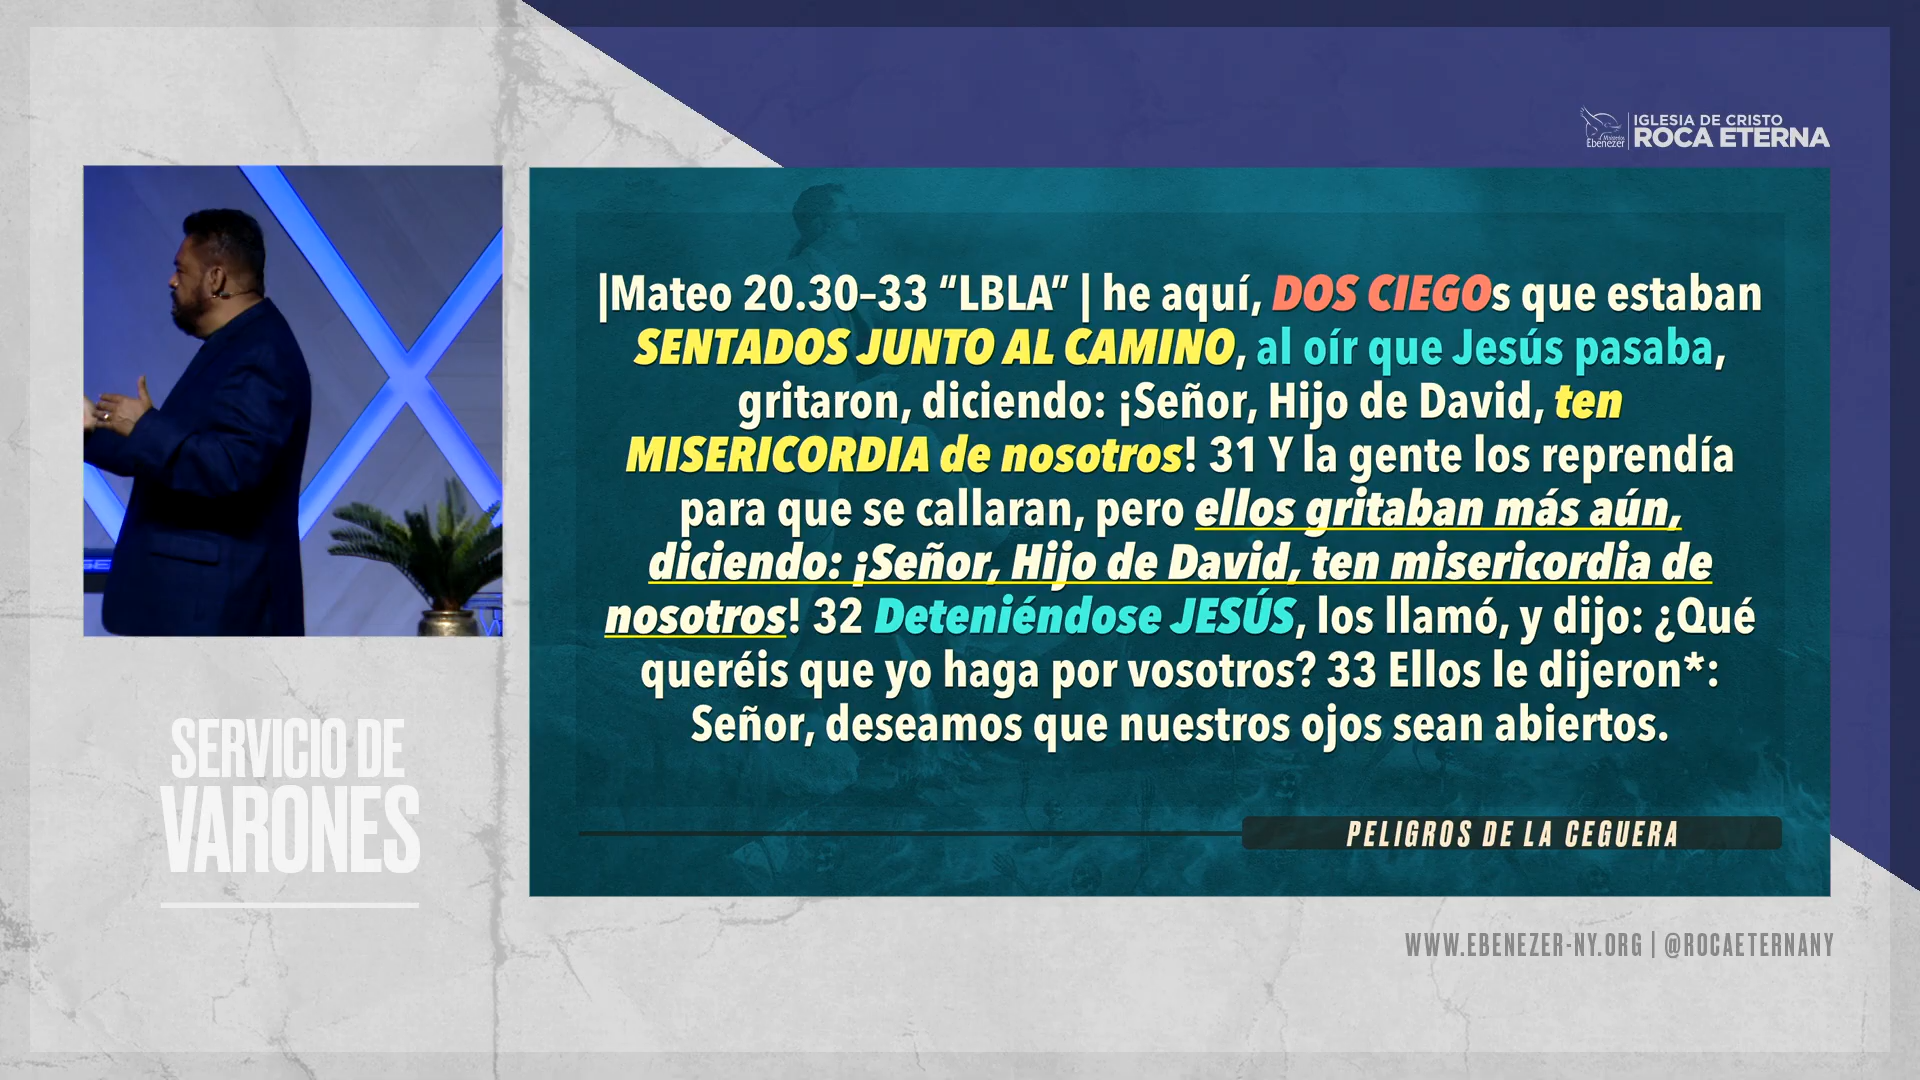 Ministerios
Ebenezer
IGLESIA DE CRISTO
ROCA ETERNA
|Mateo 20.30–33 “LBLA” | he aquí, DOS CIEGOs que estaban
SENTADOS JUNTO AL CAMINO, al oír que Jesús pasaba,
gritaron, diciendo: ¡Señor, Hijo de David, ten
MISERICORDIA de nosotros! 31 Y la gente los reprendía
para que se callaran, pero ellos gritaban más aún,
diciendo: ¡Señor, Hijo de David, ten misericordia de
nosotros! 32 Deteniéndose JESÚS, los llamó, y dijo: ¿Qué
queréis que yo haga por vosotros? 33 Ellos le dijeron*:
Señor, deseamos que nuestros ojos sean abiertos.
PELIGROS DE LA CEGUERA
SERVICIO DE
VARONES
WWW.EBENEZER-NY.ORG | @ROCAETERNANY